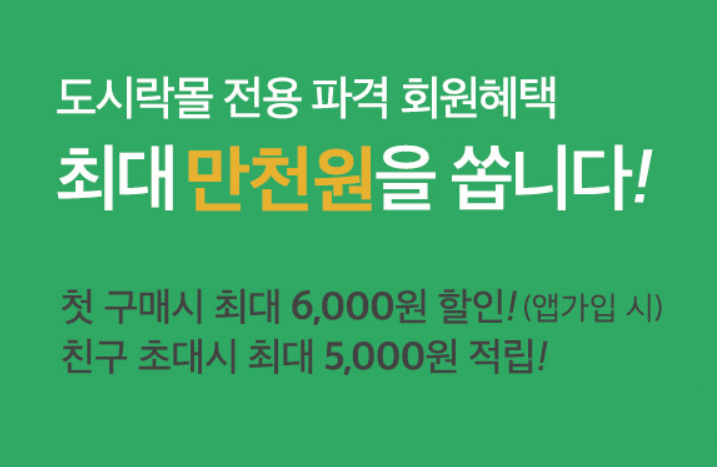 도시락몰 전용 파격 회원혜택
최대 만천원을 쏩니다!
첫 구매시 최대 6,000원 할인! (앱가입 시)
친구 초대시 최대 5,000원 적립!